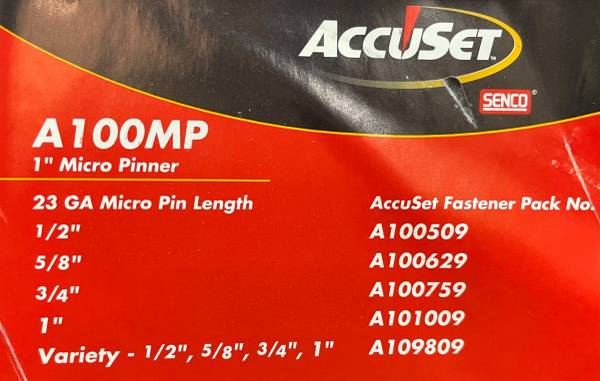 ACCUSET™
SENCO®
A100MP
1" Micro Pinner
23 GA Micro Pin Length AccuSet Fastener Pack No.
1/2" A100509
5/8" A100629
3/4" A100759
1" A101009
Variety - 1/2", 5/8", 3/4", 1" A109809